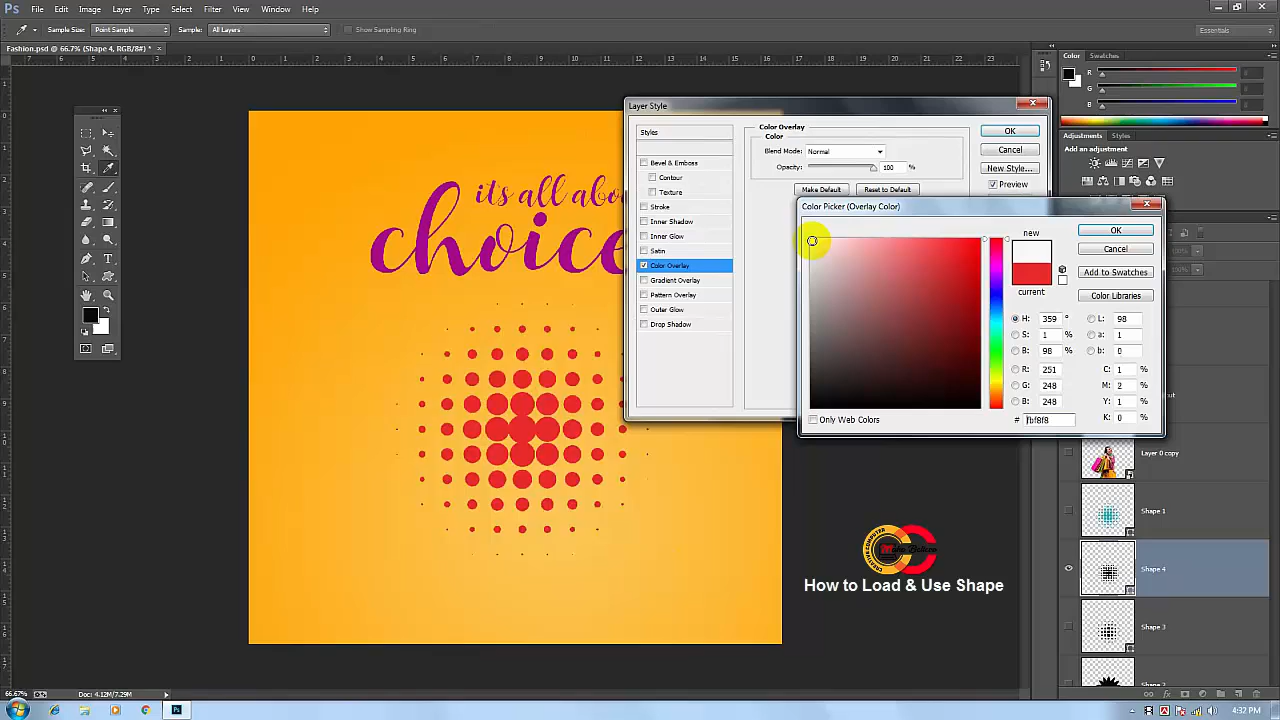 Ps File Edit Image Layer Type Select Filter View Window Help
Sample Size: Point Sample Sample: All Layers Show Sampling Ring Essentials
Fashion.psd @ 66.7% (Shape 4, RGB/8#) *
Color Swatches
R
G
B
Adjustments Styles
Add an adjustment
it's all abou
choice
Layer Style
Styles
Bevel & Emboss
Contour
Texture
Stroke
Inner Shadow
Inner Glow
Satin
Color Overlay
Gradient Overlay
Pattern Overlay
Outer Glow
Drop Shadow
Color Overlay
Color
Blend Mode: Normal
Opacity: 100 %
Make Default Reset to Default
OK
Cancel
New Style...
Preview
Color Picker (Overlay Color)
new
current
OK
Cancel
Add to Swatches
Color Libraries
H: 359 °
S: 1 %
B: 98 %
R: 251
G: 248
B: 248
L: 98
a: 1
b: 0
C: 1 %
M: 2 %
Y: 1 %
K: 0 %
# fbf8f8
Only Web Colors
Layer 0 copy
Shape 1
Shape 4
Shape 3
How to Load & Use Shape
66.67% Doc: 4.12M/7.29M
4:32 PM